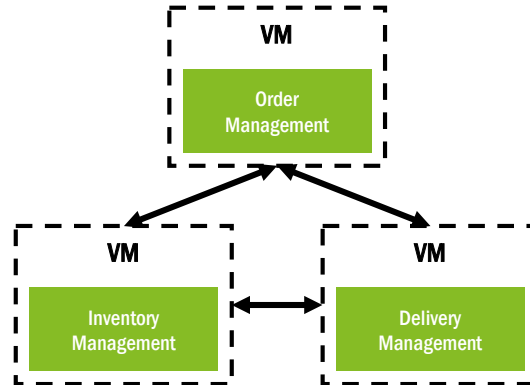 VM
Order
Management
VM
VM
Inventory
Management
Delivery
Management